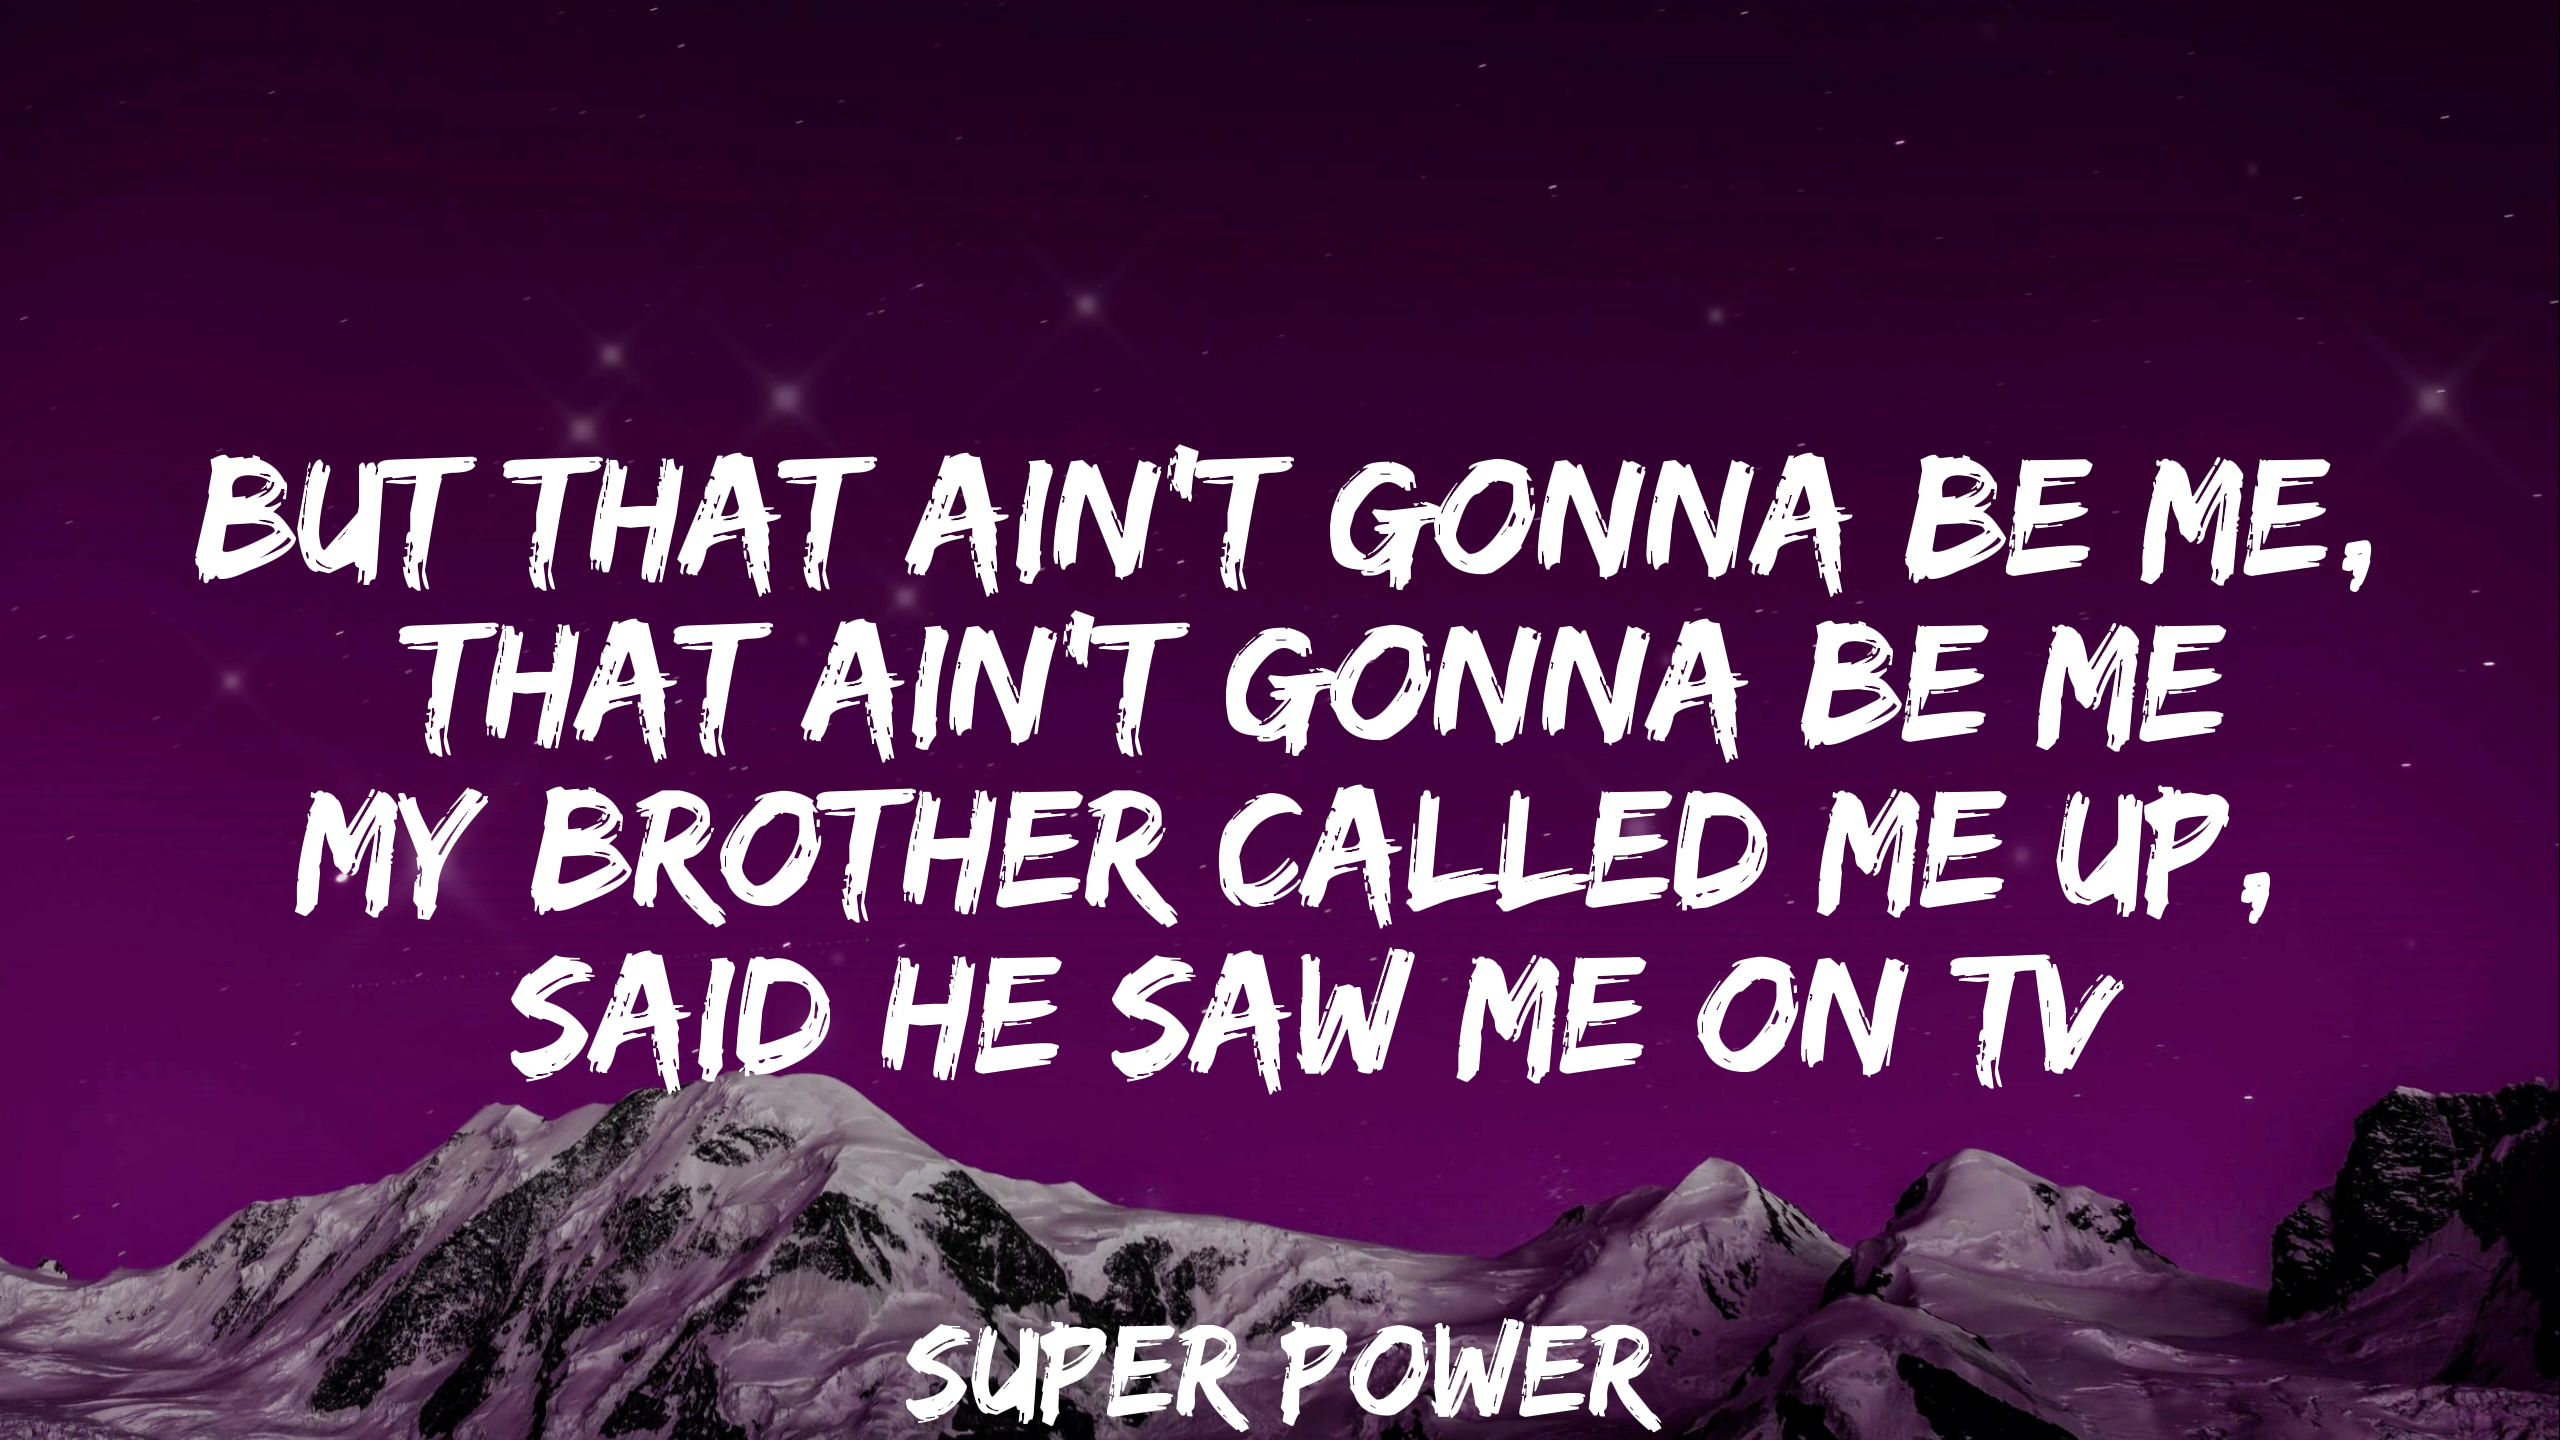 BUT THAT AIN'T GONNA BE ME,
THAT AIN'T GONNA BE ME
MY BROTHER CALLED ME UP,
SAID HE SAW ME ON TV
SUPER POWER